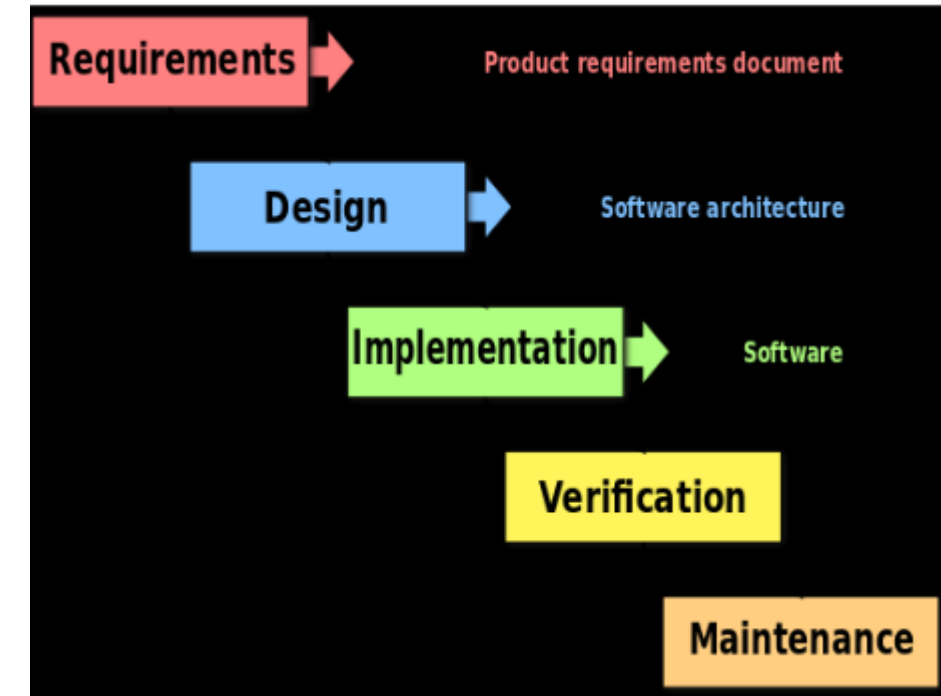 Requirements
Product requirements document
Design
Software architecture
Implementation
Software
Verification
Maintenance